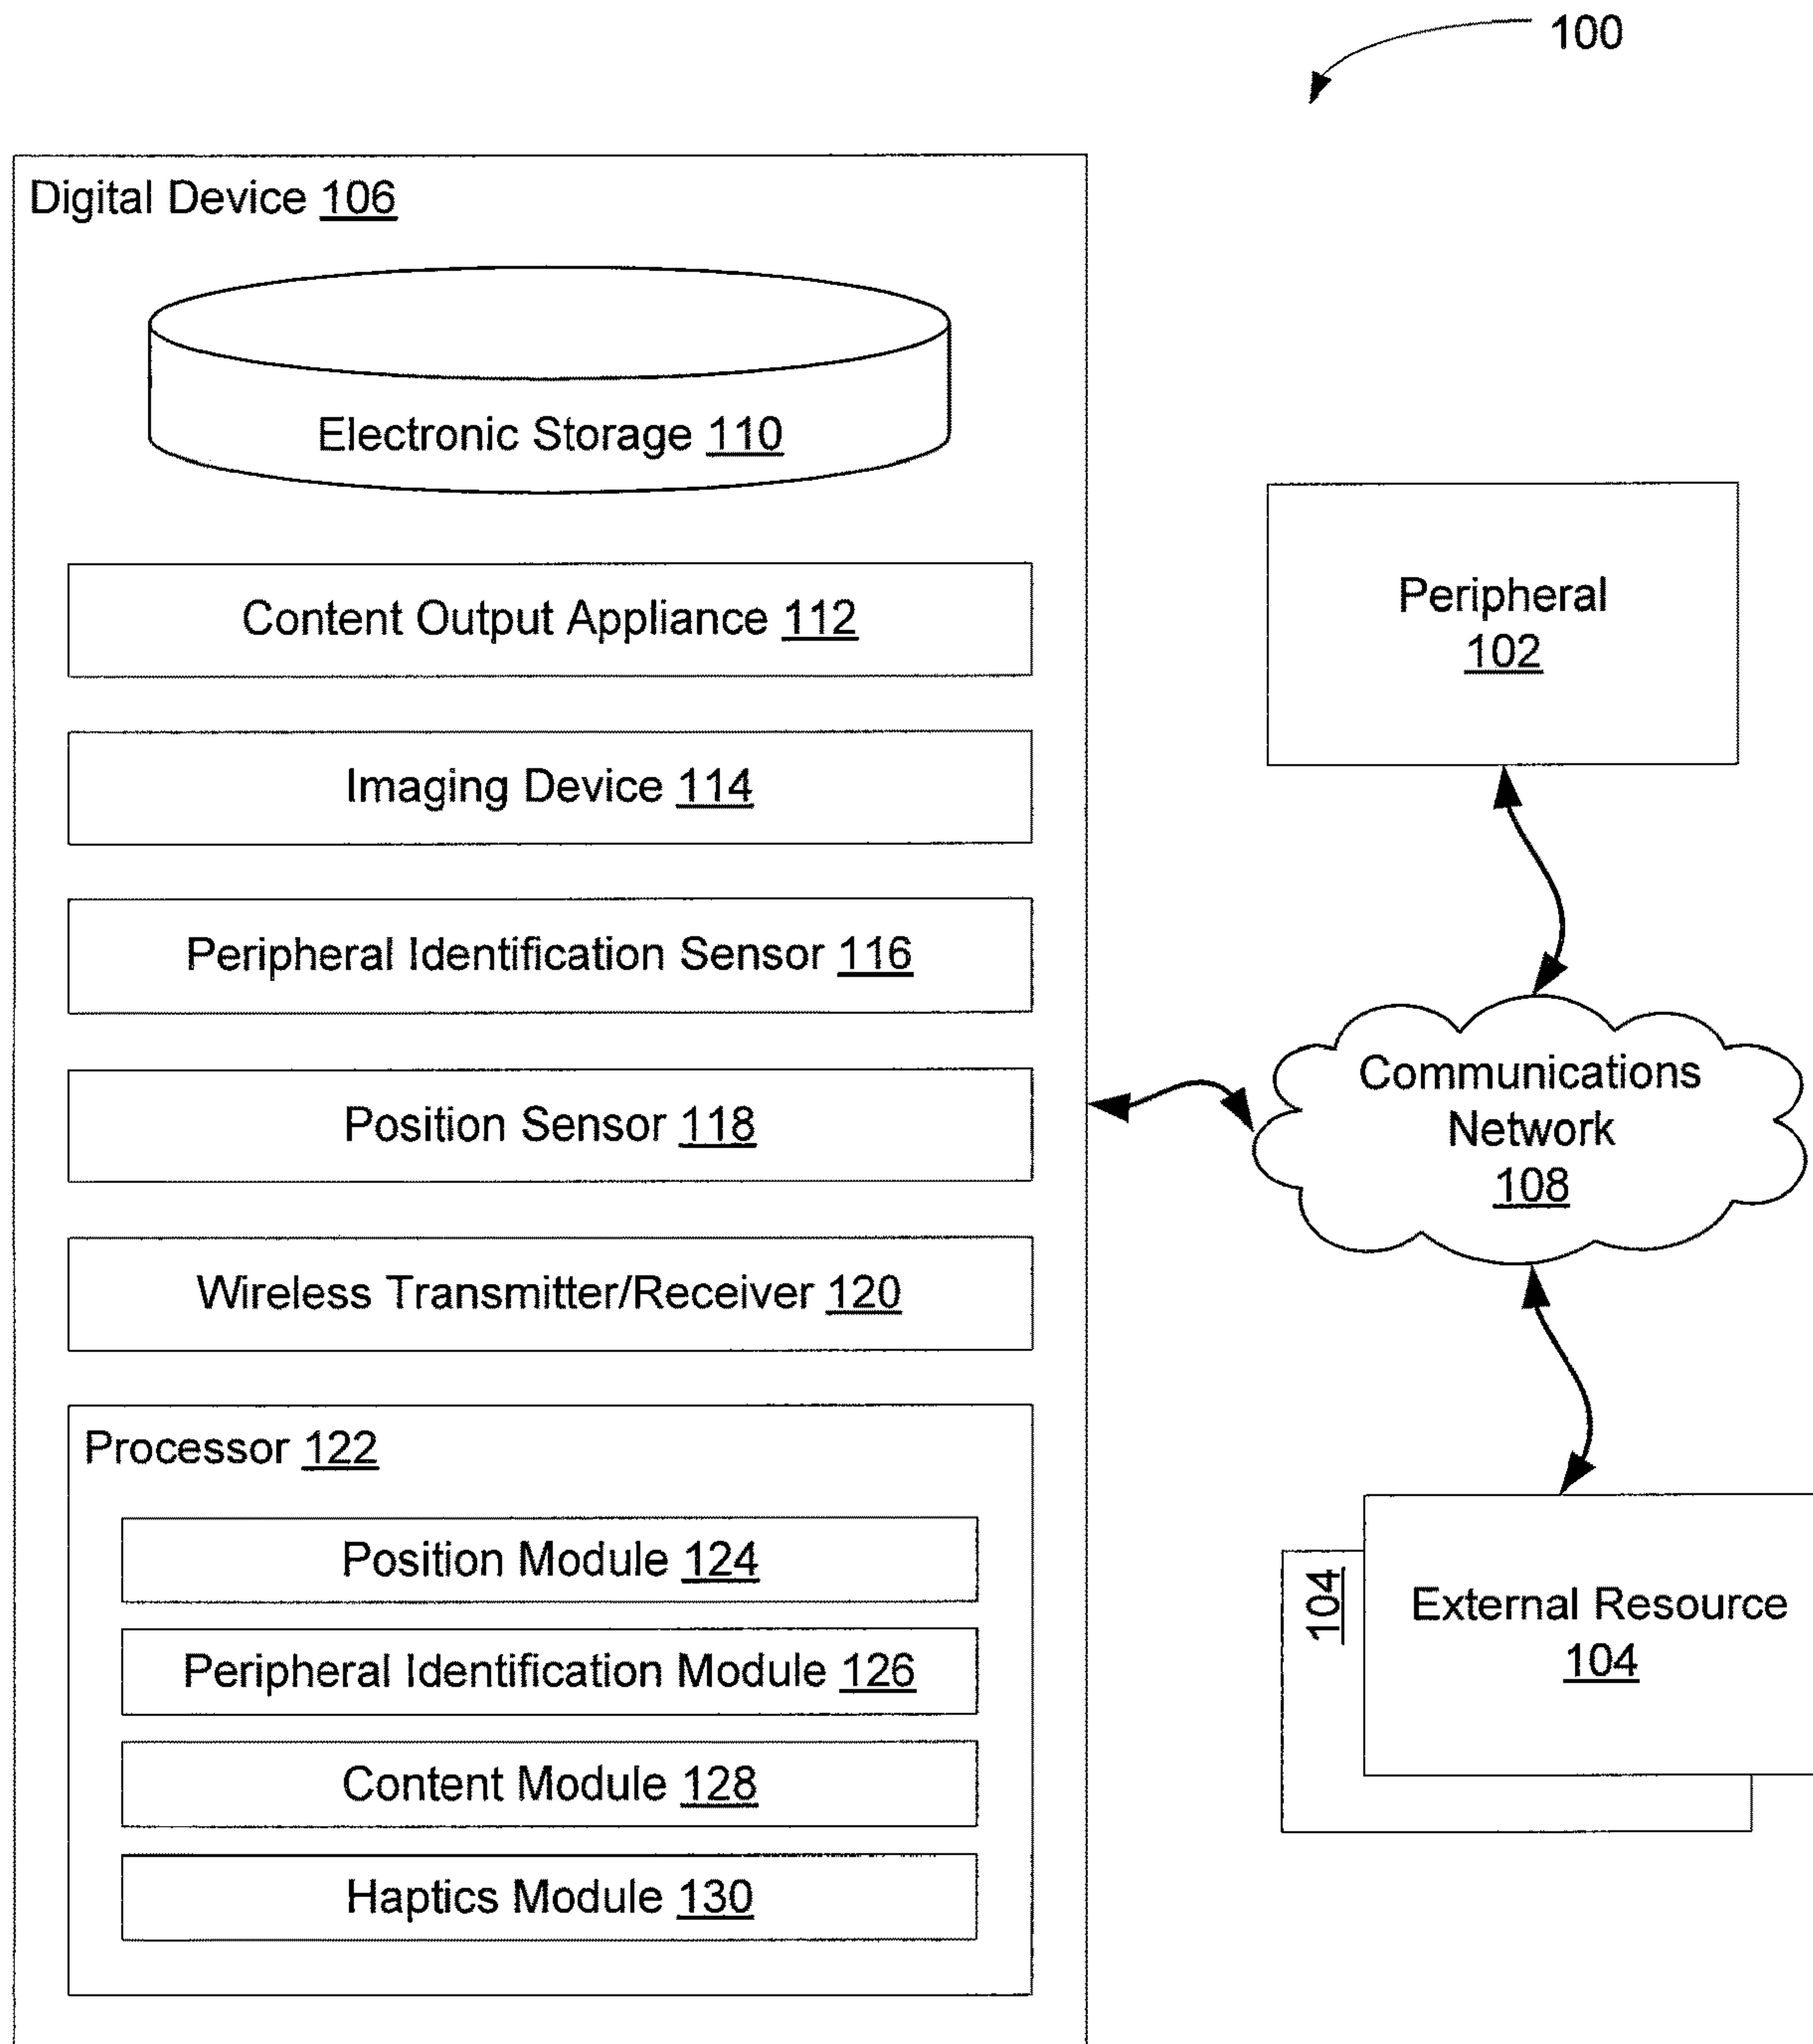 100
Digital Device 106
Electronic Storage 110
Content Output Appliance 112
Imaging Device 114
Peripheral Identification Sensor 116
Position Sensor 118
Wireless Transmitter/Receiver 120
Processor 122
Position Module 124
Peripheral Identification Module 126
Content Module 128
Haptics Module 130
Peripheral
102
Communications
Network
108
104
External Resource
104